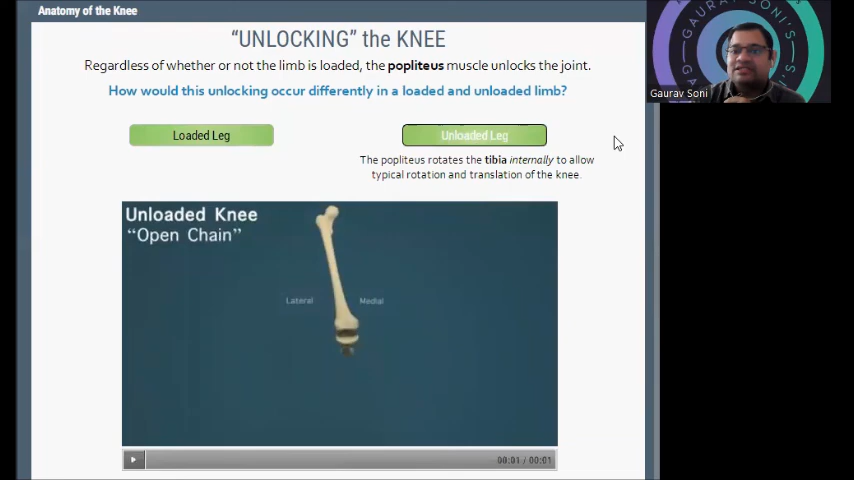 Anatomy of the Knee
“UNLOCKING” the KNEE
Regardless of whether or not the limb is loaded, the popliteus muscle unlocks the joint.
How would this unlocking occur differently in a loaded and unloaded limb?
Loaded Leg
Unloaded Leg
The popliteus rotates the tibia internally to allow
typical rotation and translation of the knee.
Unloaded Knee
“Open Chain”
Lateral
Medial
00:01 / 00:01
GAURAV SONI'S
Gaurav Soni